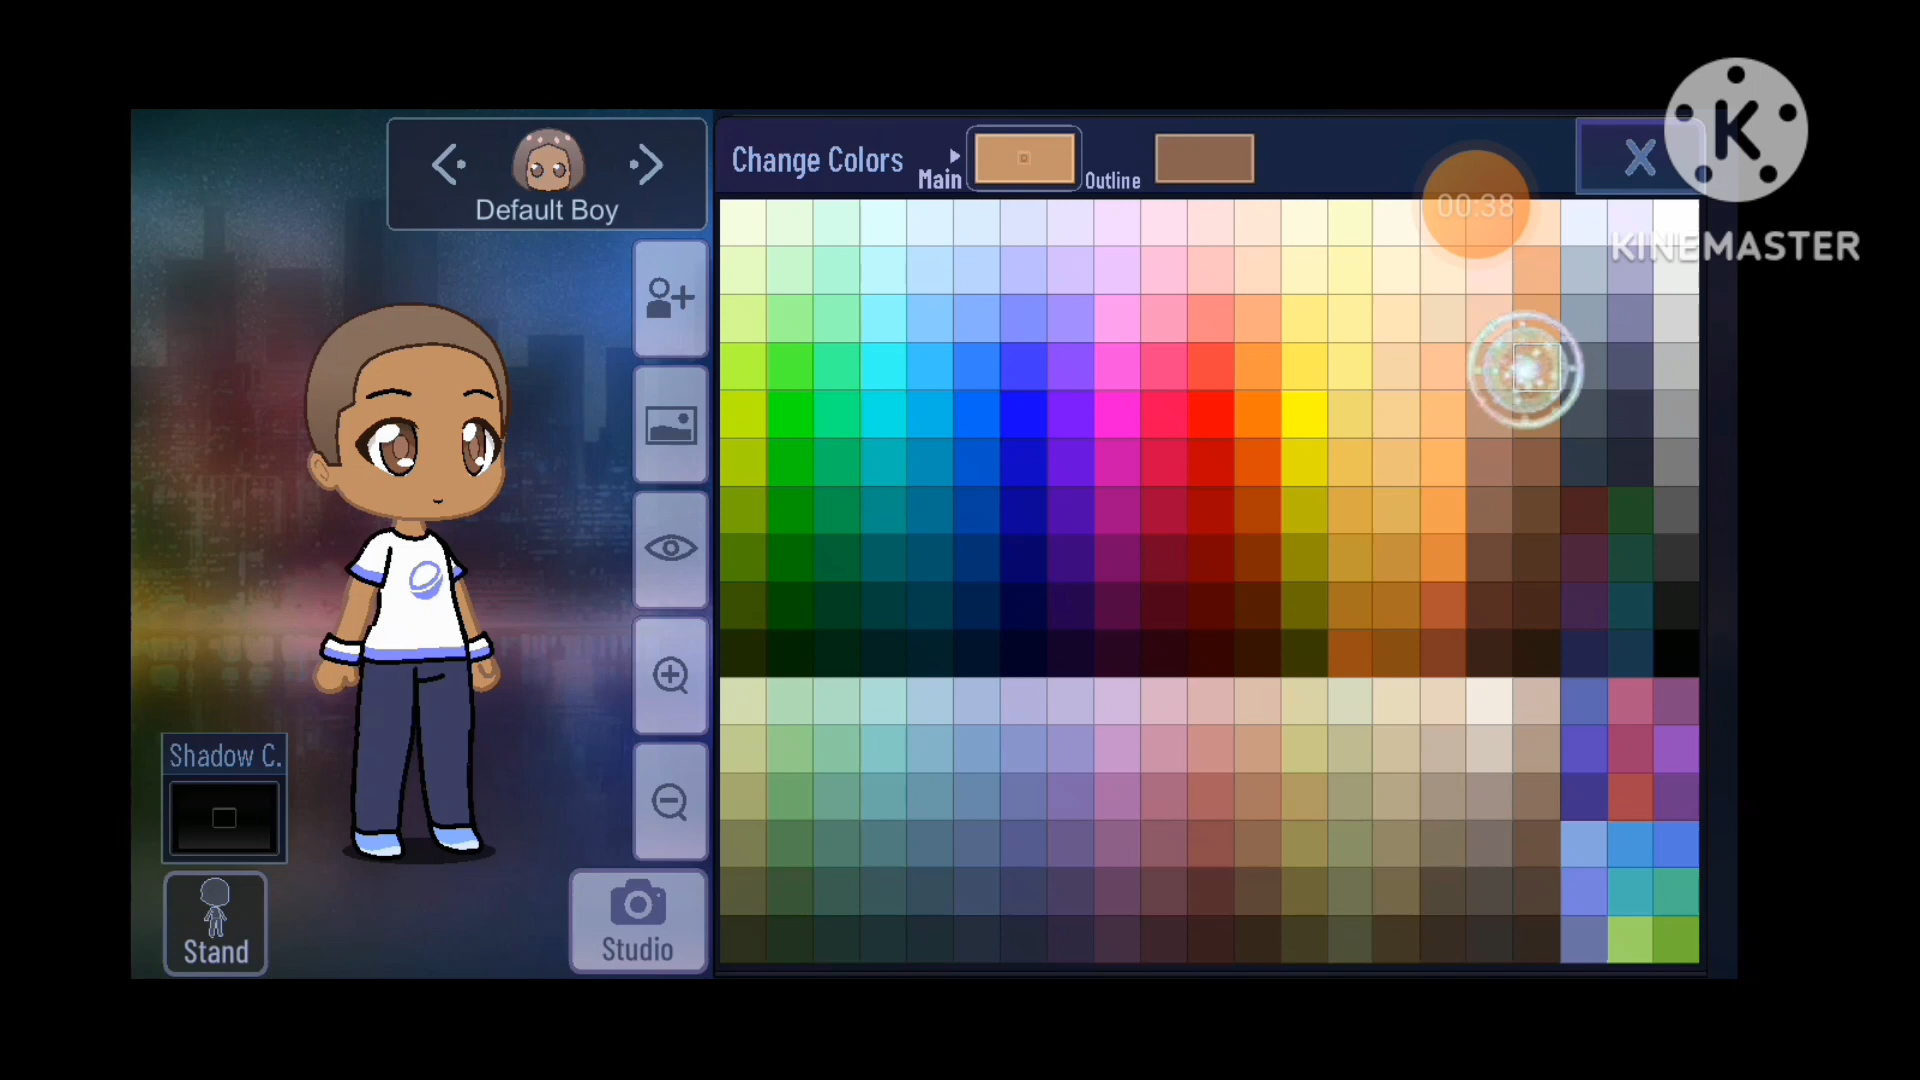 Change Colors
Main
Outline
X
K
00:38
KINEMASTER
Default Boy
Shadow C.
Stand
Studio